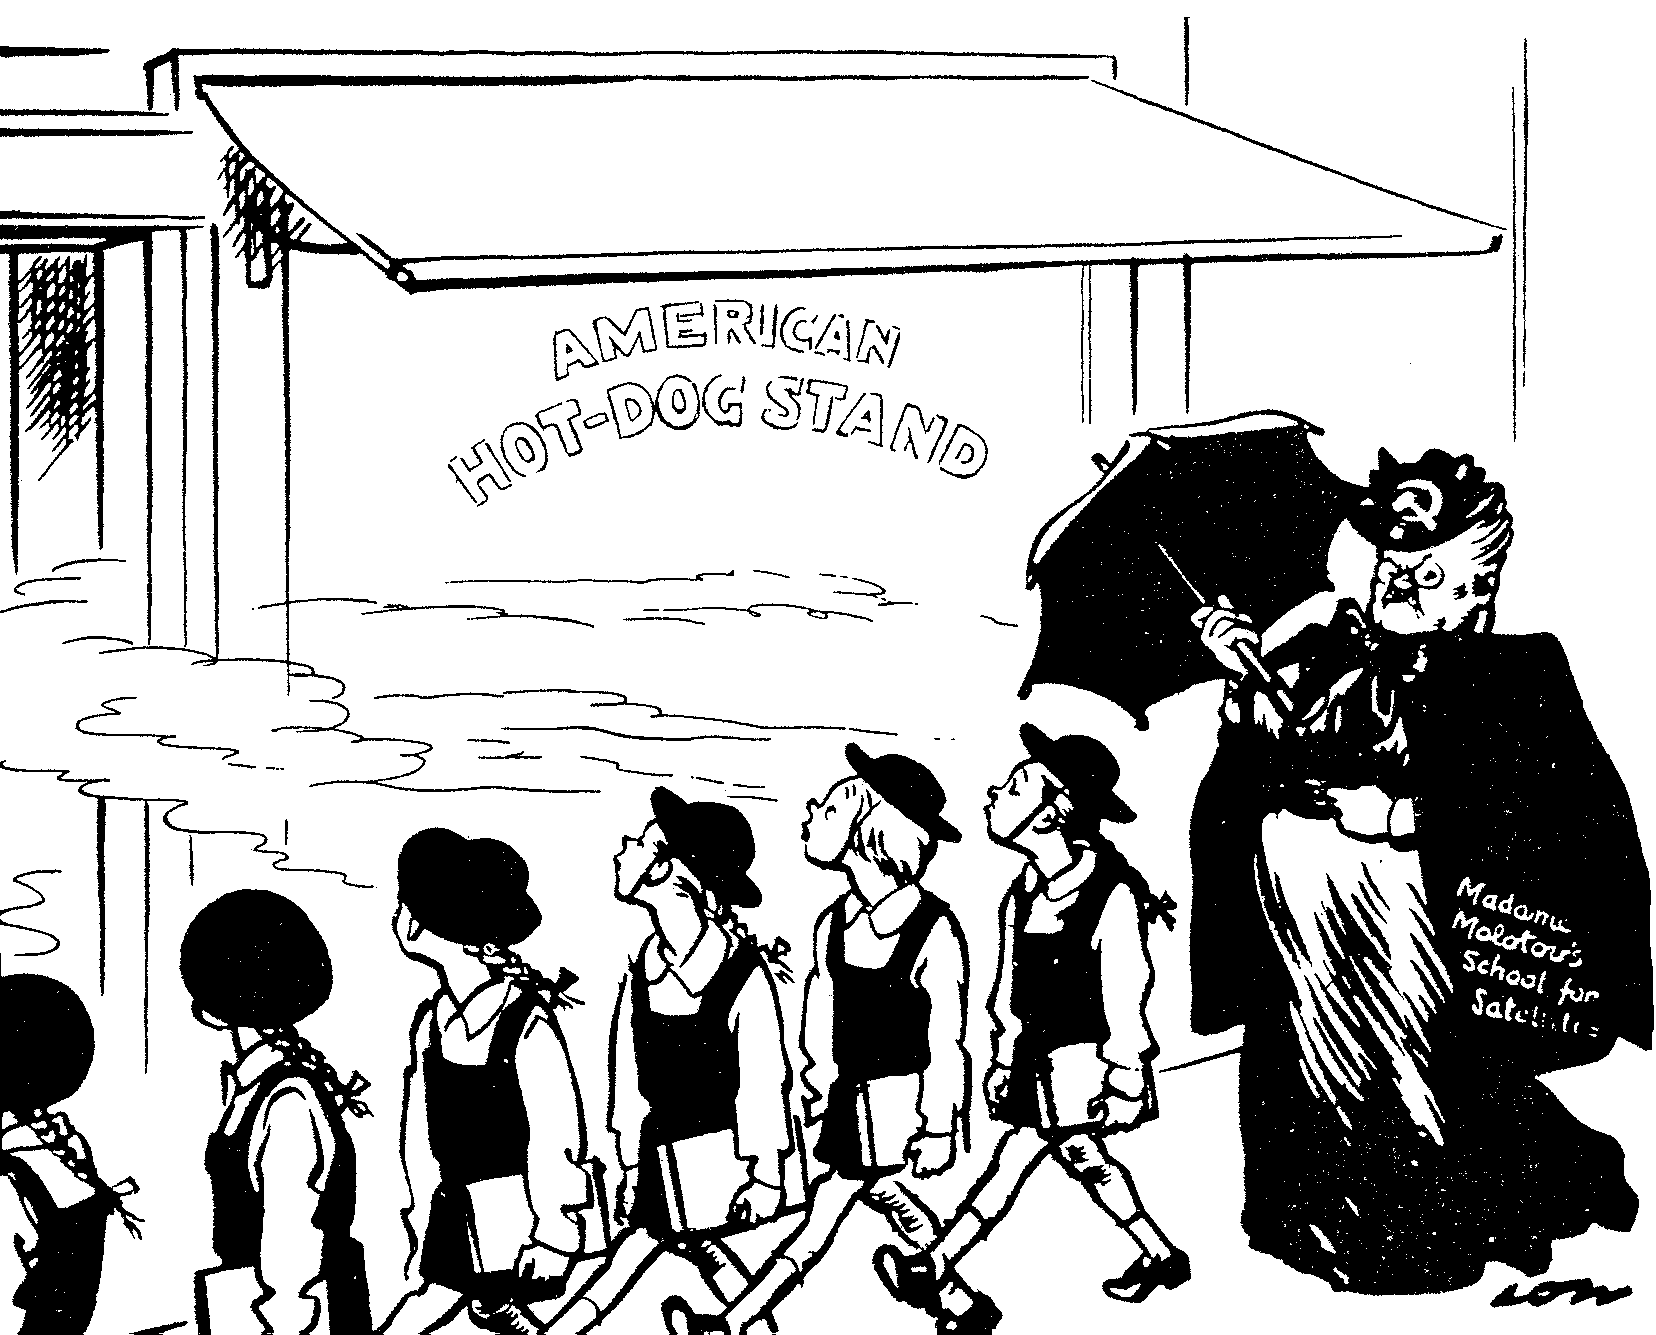 AMERICAN
HOT-DOG STAND
Madame
Molotov's
School for